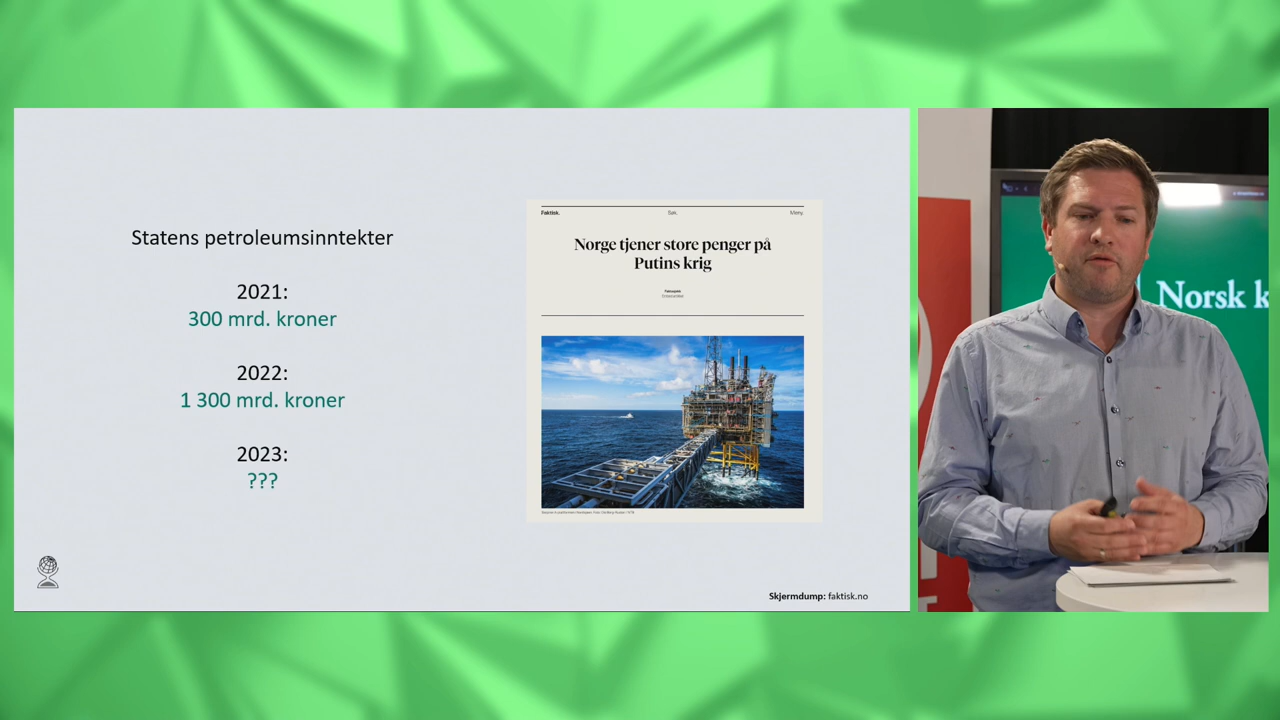 Statens petroleumsinntekter
2021:
300 mrd. kroner
2022:
1 300 mrd. kroner
2023:
???
Faktisk.
Søk.
Meny.
Norge tjener store penger på
Putins krig
Skjermdump: faktisk.no
Norsk k